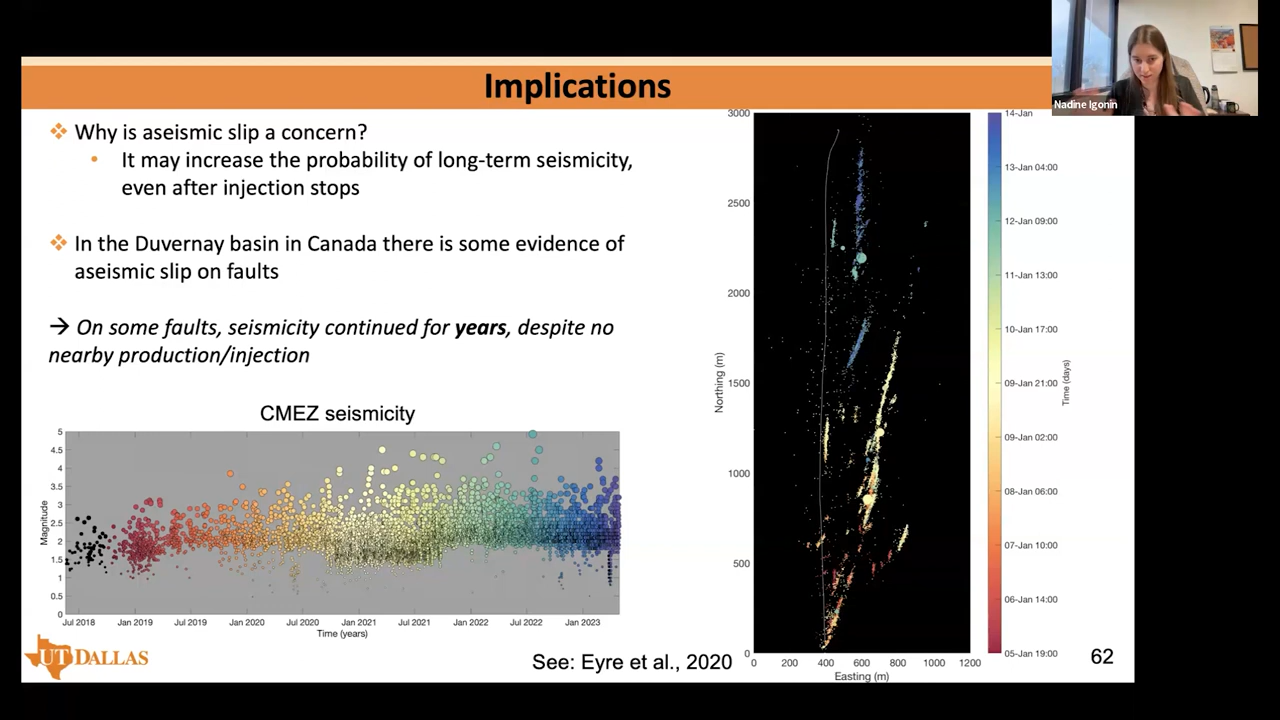 Implications
Nadine Igonin
❖ Why is aseismic slip a concern?
• It may increase the probability of long-term seismicity,
even after injection stops
❖ In the Duvernay basin in Canada there is some evidence of
aseismic slip on faults
→ On some faults, seismicity continued for years, despite no
nearby production/injection
CMEZ seismicity
5
4.5
4
3.5
3
2.5
2
1.5
1
0.5
0
Magnitude
Jul 2018 Jan 2019 Jul 2019 Jan 2020 Jul 2020 Jan 2021 Jul 2021 Jan 2022 Jul 2022 Jan 2023
Time (years)
UT DALLAS
See: Eyre et al., 2020
3000
2500
2000
1500
1000
500
0
Northing (m)
0 200 400 600 800 1000 1200
Easting (m)
14-Jan
13-Jan 04:00
12-Jan 09:00
11-Jan 13:00
10-Jan 17:00
09-Jan 21:00
09-Jan 02:00
08-Jan 06:00
07-Jan 10:00
06-Jan 14:00
05-Jan 19:00
Time (days)
62